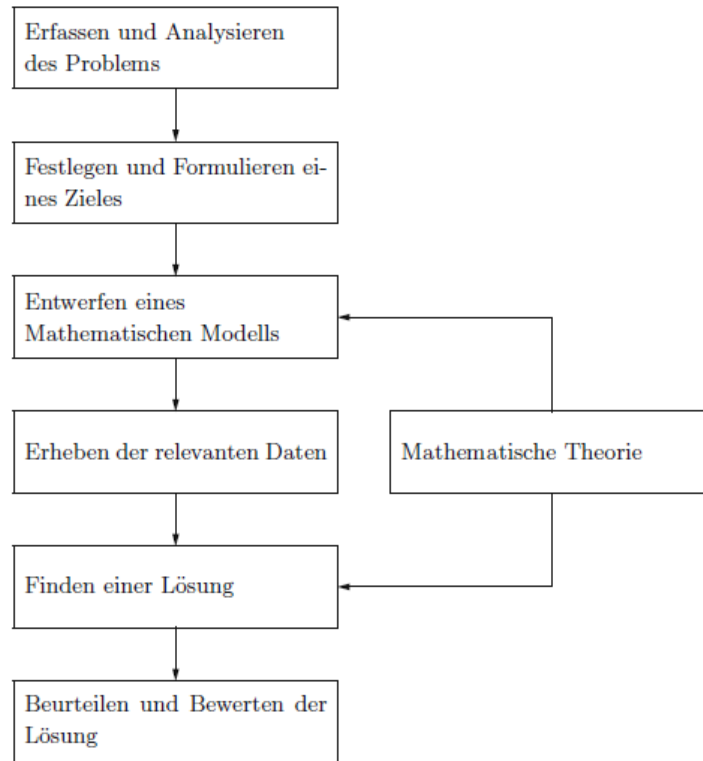 Erfassen und Analysieren
des Problems
Festlegen und Formulieren ei-
nes Zieles
Entwerfen eines
Mathematischen Modells
Erheben der relevanten Daten
Mathematische Theorie
Finden einer Lösung
Beurteilen und Bewerten der
Lösung